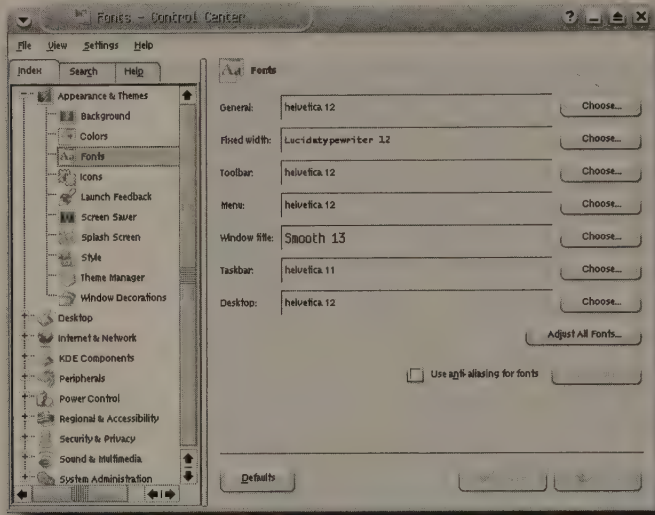 Fonts - Control Center
File View Settings Help
Index Search Help
Appearance & Themes
Background
Colors
Fonts
Icons
Launch Feedback
Screen Saver
Splash Screen
Style
Theme Manager
Window Decorations
Desktop
Internet & Network
KDE Components
Peripherals
Power Control
Regional & Accessibility
Security & Privacy
Sound & Multimedia
System Administration
Aa Fonts
General: helvetica 12 Choose...
Fixed width: Lucidatypewriter 12 Choose...
Toolbar: helvetica 12 Choose...
Menu: helvetica 12 Choose...
Window title: Smooth 13 Choose...
Taskbar: helvetica 11 Choose...
Desktop: helvetica 12 Choose...
Adjust All Fonts...
Use anti-aliasing for fonts
Defaults